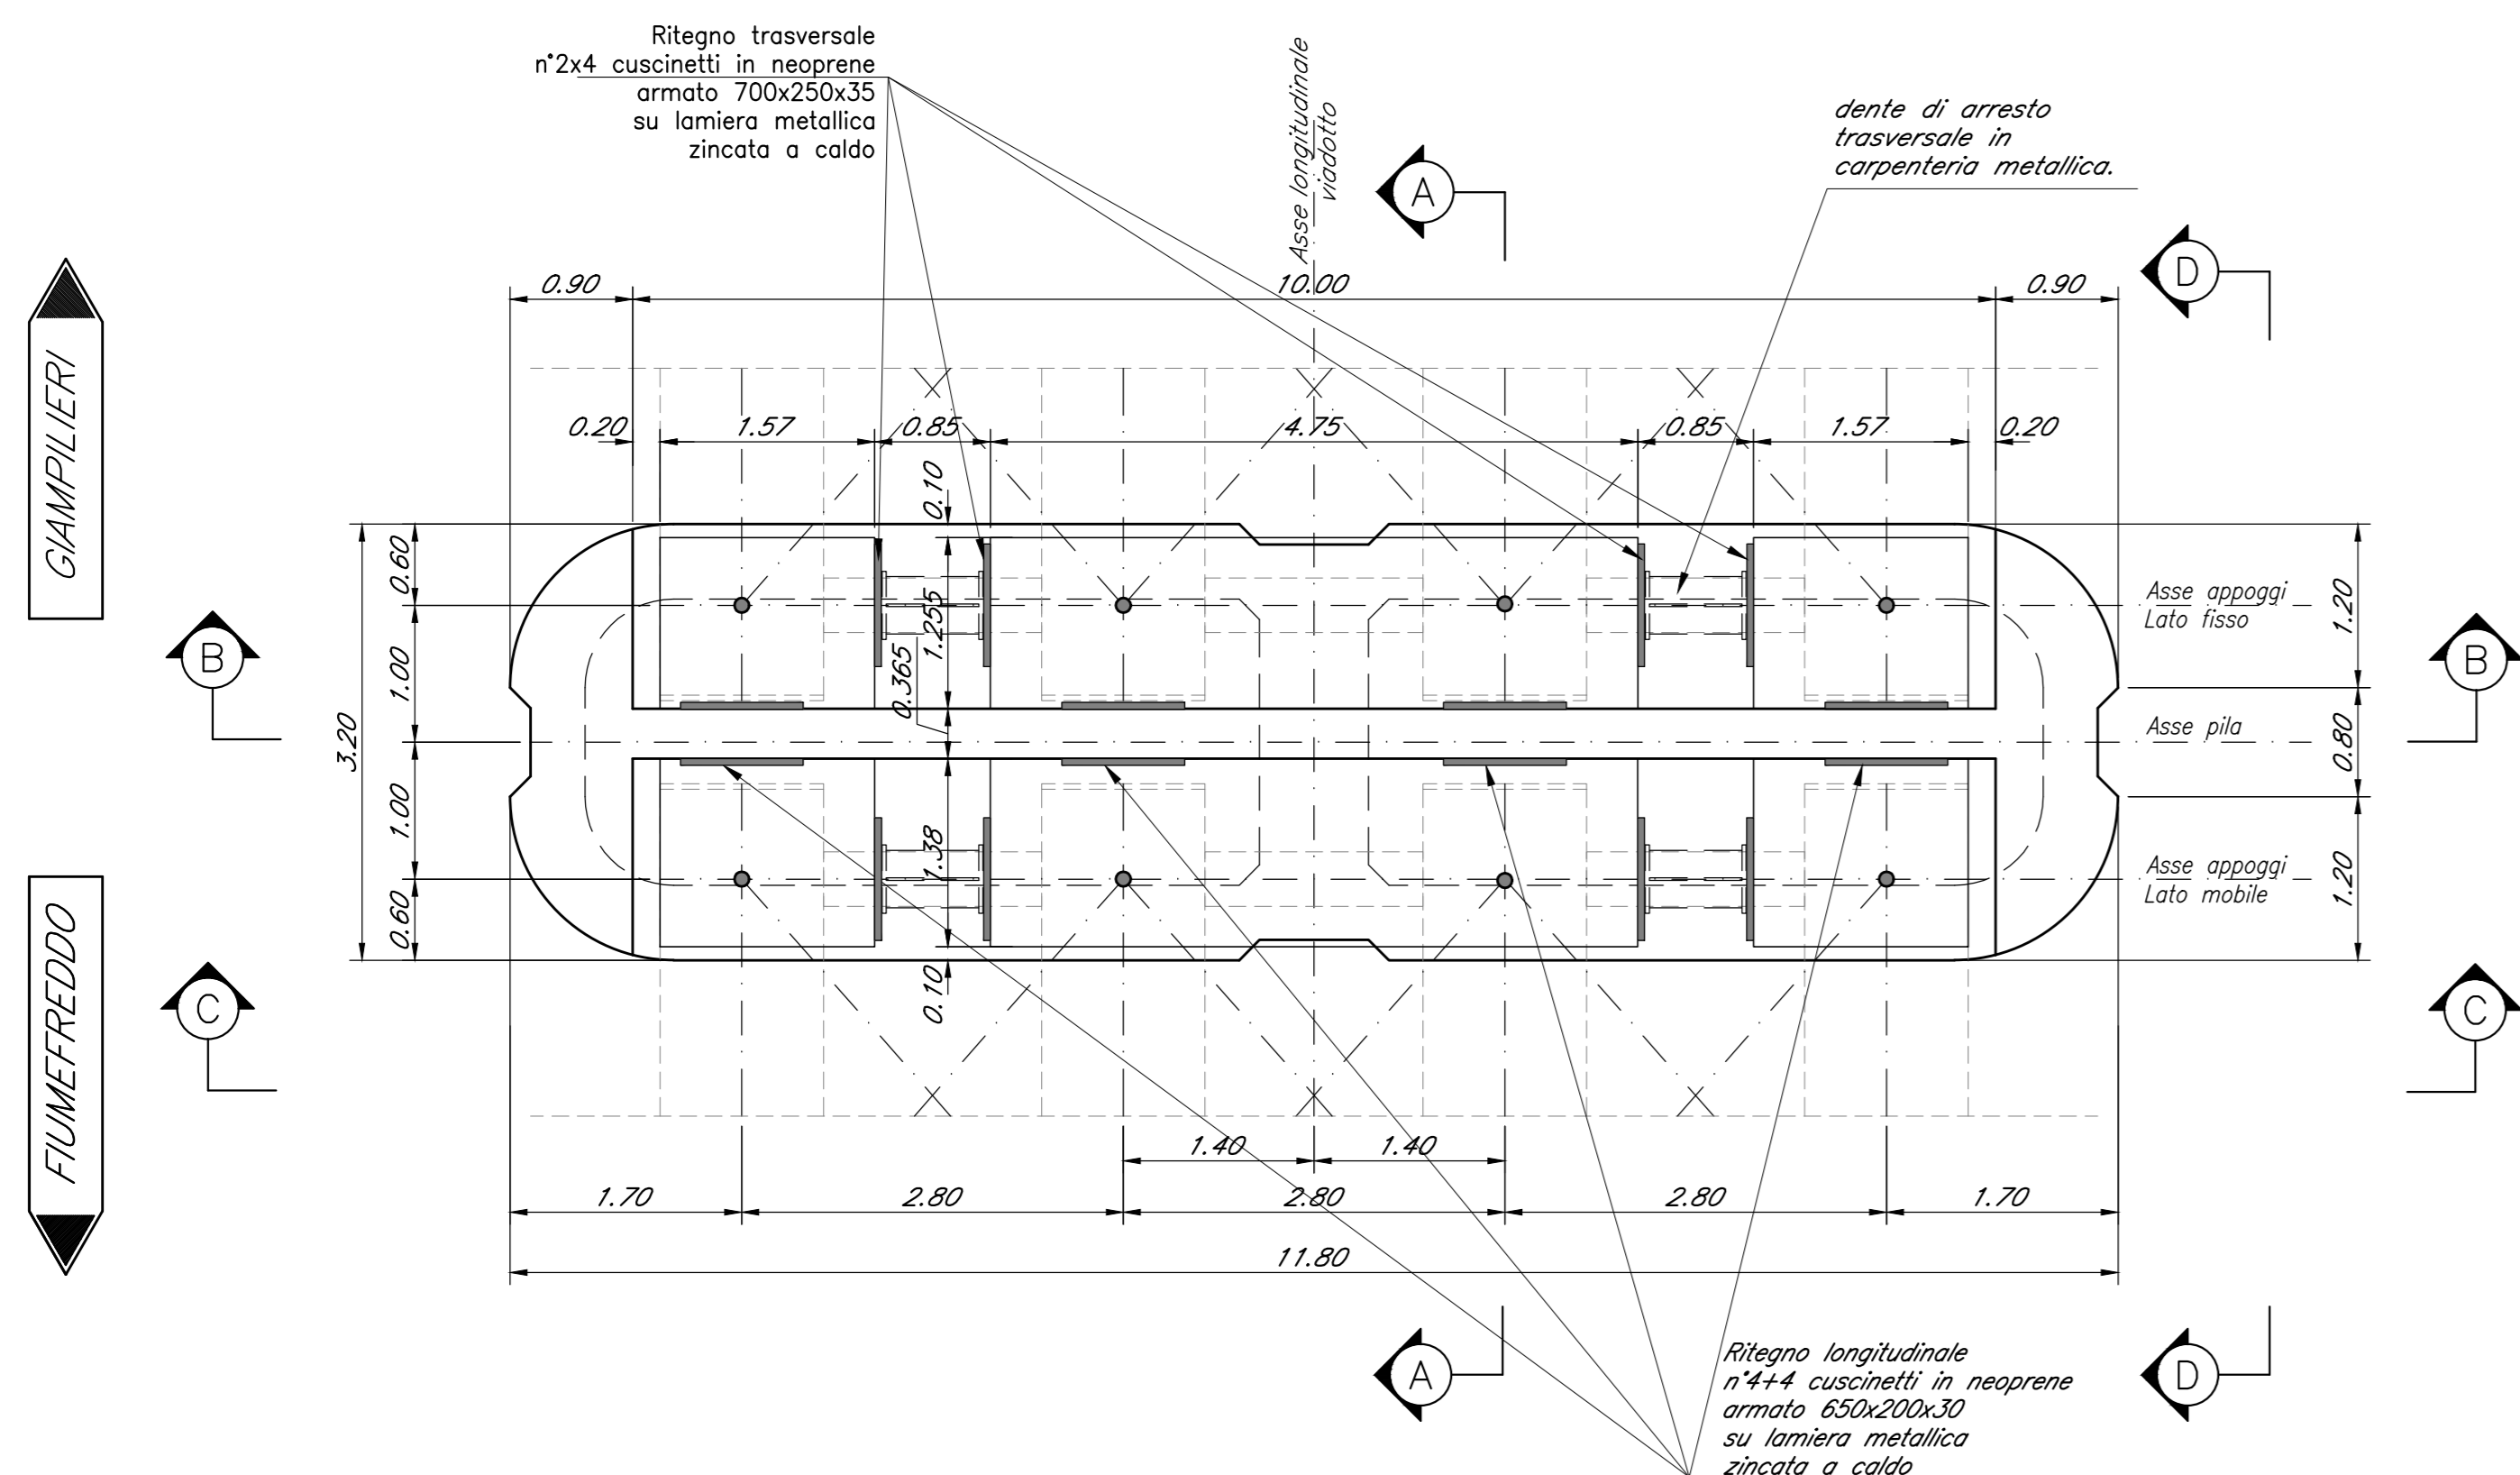 Ritegno trasversale
n°2x4 cuscinetti in neoprene
armato 700x250x35
su lamiera metallica
zincata a caldo
Asse longitudinale
viadotto
A
dente di arresto
trasversale in
carpenteria metallica.
D
GIAMPILIERI
0.90
10.00
0.90
0.20
1.57
0.85
4.75
0.85
1.57
0.20
0.10
0.60
1.255
Asse appoggi
Lato fisso
1.20
B
B
1.00
0.365
3.20
Asse pila
0.80
1.00
1.38
Asse appoggi
Lato mobile
1.20
0.60
FIUMEFREDDO
C
0.10
C
1.40
1.40
1.70
2.80
2.80
2.80
1.70
11.80
A
D
Ritegno longitudinale
n°4+4 cuscinetti in neoprene
armato 650x200x30
su lamiera metallica
zincata a caldo